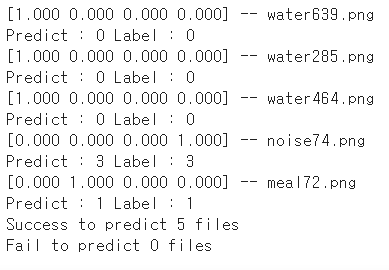 [1.000 0.000 0.000 0.000] -- water639.png
Predict : 0 Label : 0
[1.000 0.000 0.000 0.000] -- water285.png
Predict : 0 Label : 0
[1.000 0.000 0.000 0.000] -- water464.png
Predict : 0 Label : 0
[0.000 0.000 0.000 1.000] -- noise74.png
Predict : 3 Label : 3
[0.000 1.000 0.000 0.000] -- meal72.png
Predict : 1 Label : 1
Success to predict 5 files
Fail to predict 0 files